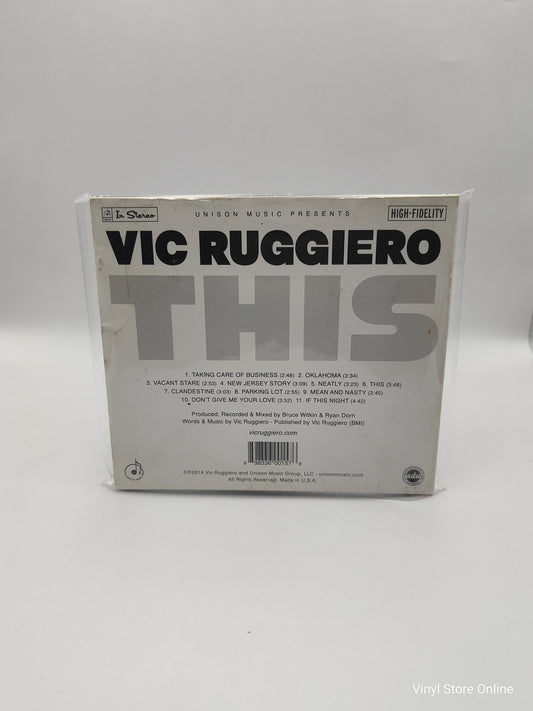 In Stereo
UNISON MUSIC PRESENTS
HIGH-FIDELITY
VIC RUGGIERO
THIS
1. TAKING CARE OF BUSINESS (2:48) 2. OKLAHOMA (3:34)
3. VACANT STARE (2:53) 4. NEW JERSEY STORY (3:09) 5. NEATLY (3:23) 6. THIS (3:48)
7. CLANDESTINE (3:03) 8. PARKING LOT (2:55) 9. MEAN AND NASTY (2:45)
10. DON'T GIVE ME YOUR LOVE (3:52) 11. IF THIS NIGHT (4:42)
Produced, Recorded & Mixed by Bruce Witkin & Ryan Dorn
Words & Music by Vic Ruggiero - Published by Vic Ruggiero (BMI)
vicruggiero.com
8 98336 00157 6
©℗2014 Vic Ruggiero and Unison Music Group, LLC - unisonmusic.com
All Rights Reserved. Made in U.S.A.
ada
Vinyl Store Online